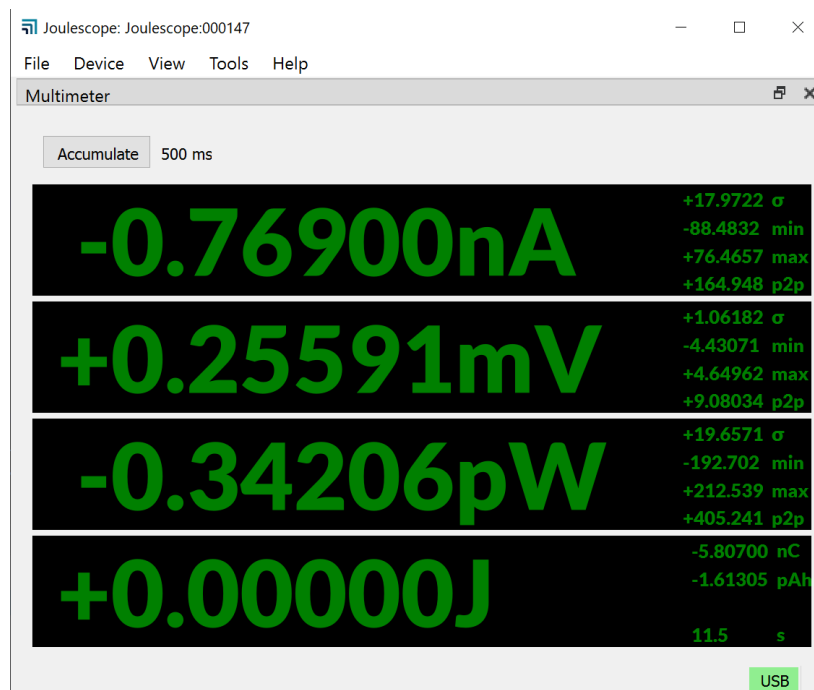 Joulescope: Joulescope:000147
File Device View Tools Help
Multimeter
Accumulate 500 ms
-0.76900nA
+17.9722 σ
-88.4832 min
+76.4657 max
+164.948 p2p
+0.25591mV
+1.06182 σ
-4.43071 min
+4.64962 max
+9.08034 p2p
-0.34206pW
+19.6571 σ
-192.702 min
+212.539 max
+405.241 p2p
+0.00000J
-5.80700 nC
-1.61305 pAh
11.5 s
USB